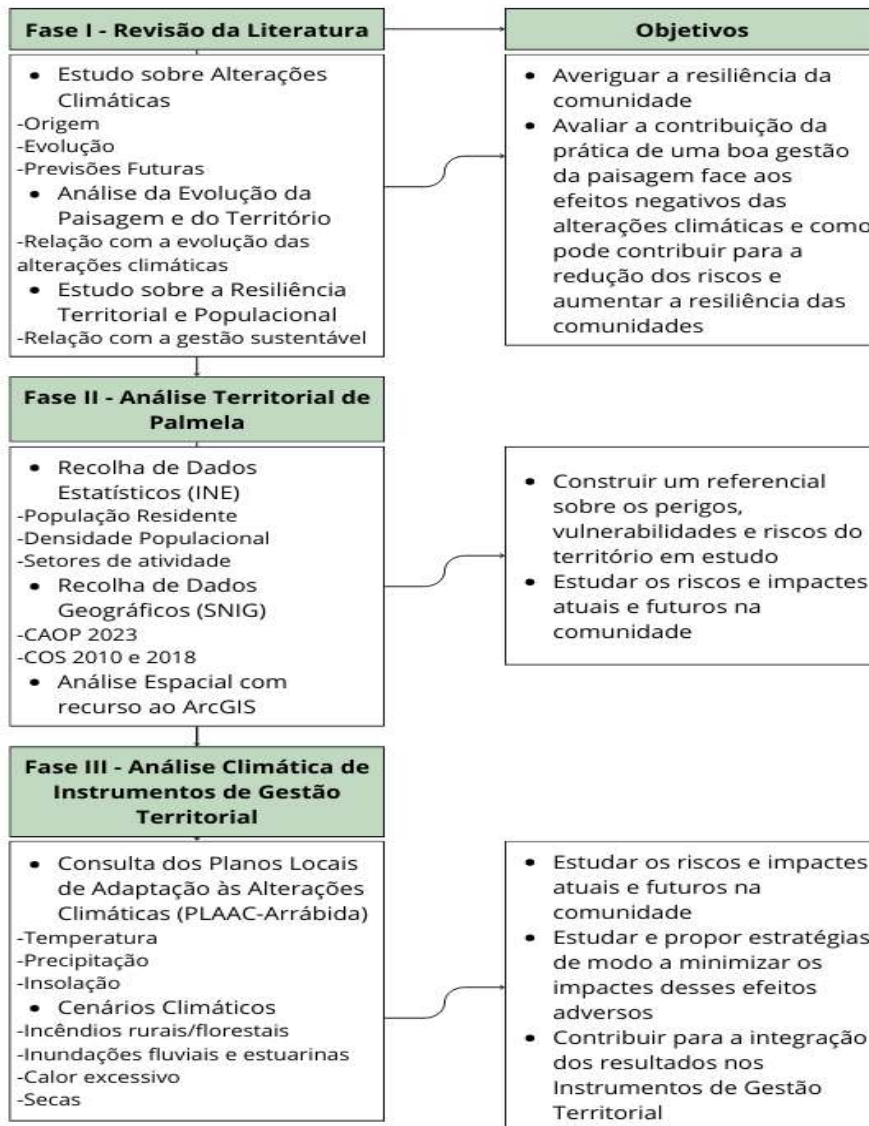 Fase I - Revisão da Literatura
Objetivos
• Estudo sobre Alterações
Climáticas
-Origem
-Evolução
-Previsões Futuras
• Análise da Evolução da
Paisagem e do Território
-Relação com a evolução das
alterações climáticas
• Estudo sobre a Resiliência
Territorial e Populacional
-Relação com a gestão sustentável
• Averiguar a resiliência da
comunidade
• Avaliar a contribuição da
prática de uma boa gestão
da paisagem face aos
efeitos negativos das
alterações climáticas e como
pode contribuir para a
redução dos riscos e
aumentar a resiliência das
comunidades
Fase II - Análise Territorial de
Palmela
• Recolha de Dados
Estatísticos (INE)
-População Residente
-Densidade Populacional
-Setores de atividade
• Recolha de Dados
Geográficos (SNIG)
-CAOP 2023
-COS 2010 e 2018
• Análise Espacial com
recurso ao ArcGIS
• Construir um referencial
sobre os perigos,
vulnerabilidades e riscos do
território em estudo
• Estudar os riscos e impactes
atuais e futuros na
comunidade
Fase III - Análise Climática de
Instrumentos de Gestão
Territorial
• Consulta dos Planos Locais
de Adaptação às Alterações
Climáticas (PLAAC-Arrábida)
-Temperatura
-Precipitação
-Insolação
• Cenários Climáticos
-Incêndios rurais/florestais
-Inundações fluviais e estuarinas
-Calor excessivo
-Secas
• Estudar os riscos e impactes
atuais e futuros na
comunidade
• Estudar e propor estratégias
de modo a minimizar os
impactes desses efeitos
adversos
• Contribuir para a integração
dos resultados nos
Instrumentos de Gestão
Territorial